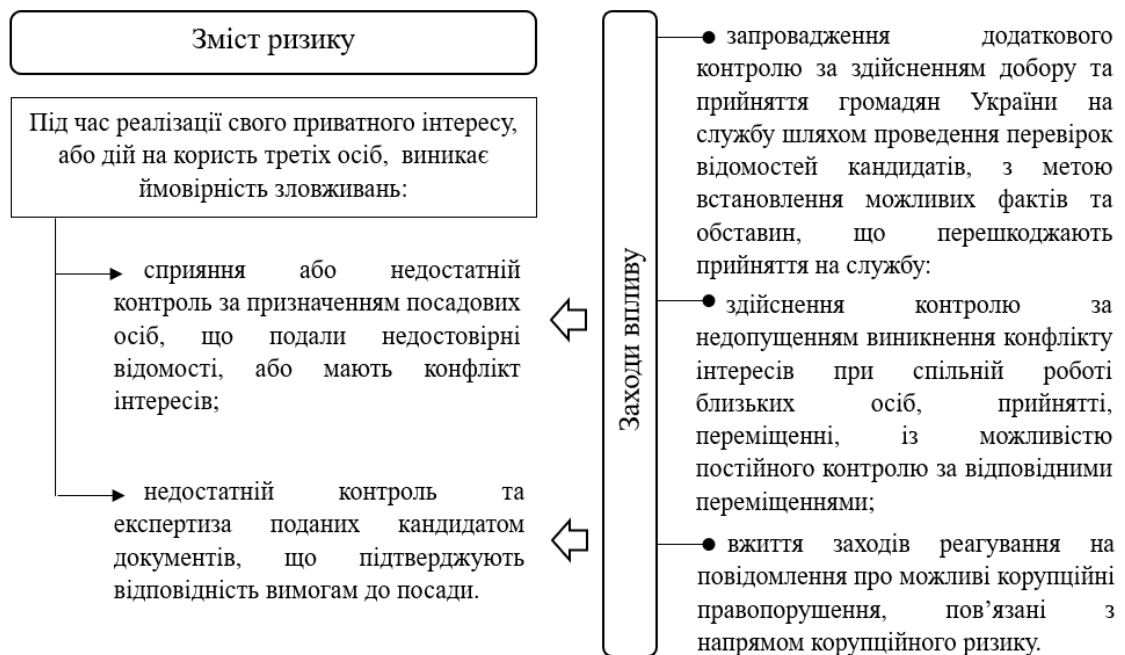 Зміст ризику
Під час реалізації свого приватного інтересу,
або дій на користь третіх осіб, виникає
ймовірність зловживань:
сприяння або недостатній
контроль за призначенням посадових
осіб, що подали недостовірні
відомості, або мають конфлікт
інтересів;
недостатній контроль та
експертиза поданих кандидатом
документів, що підтверджують
відповідність вимогам до посади.
Заходи впливу
запровадження додаткового
контролю за здійсненням добору та
прийняття громадян України на
службу шляхом проведення перевірок
відомостей кандидатів, з метою
встановлення можливих фактів та
обставин, що перешкоджають
прийняття на службу:
здійснення контролю за
недопущенням виникнення конфлікту
інтересів при спільній роботі
близьких осіб, прийнятті,
переміщенні, із можливістю
постійного контролю за відповідними
переміщеннями;
вжиття заходів реагування на
повідомлення про можливі корупційні
правопорушення, пов’язані з
напрямом корупційного ризику.